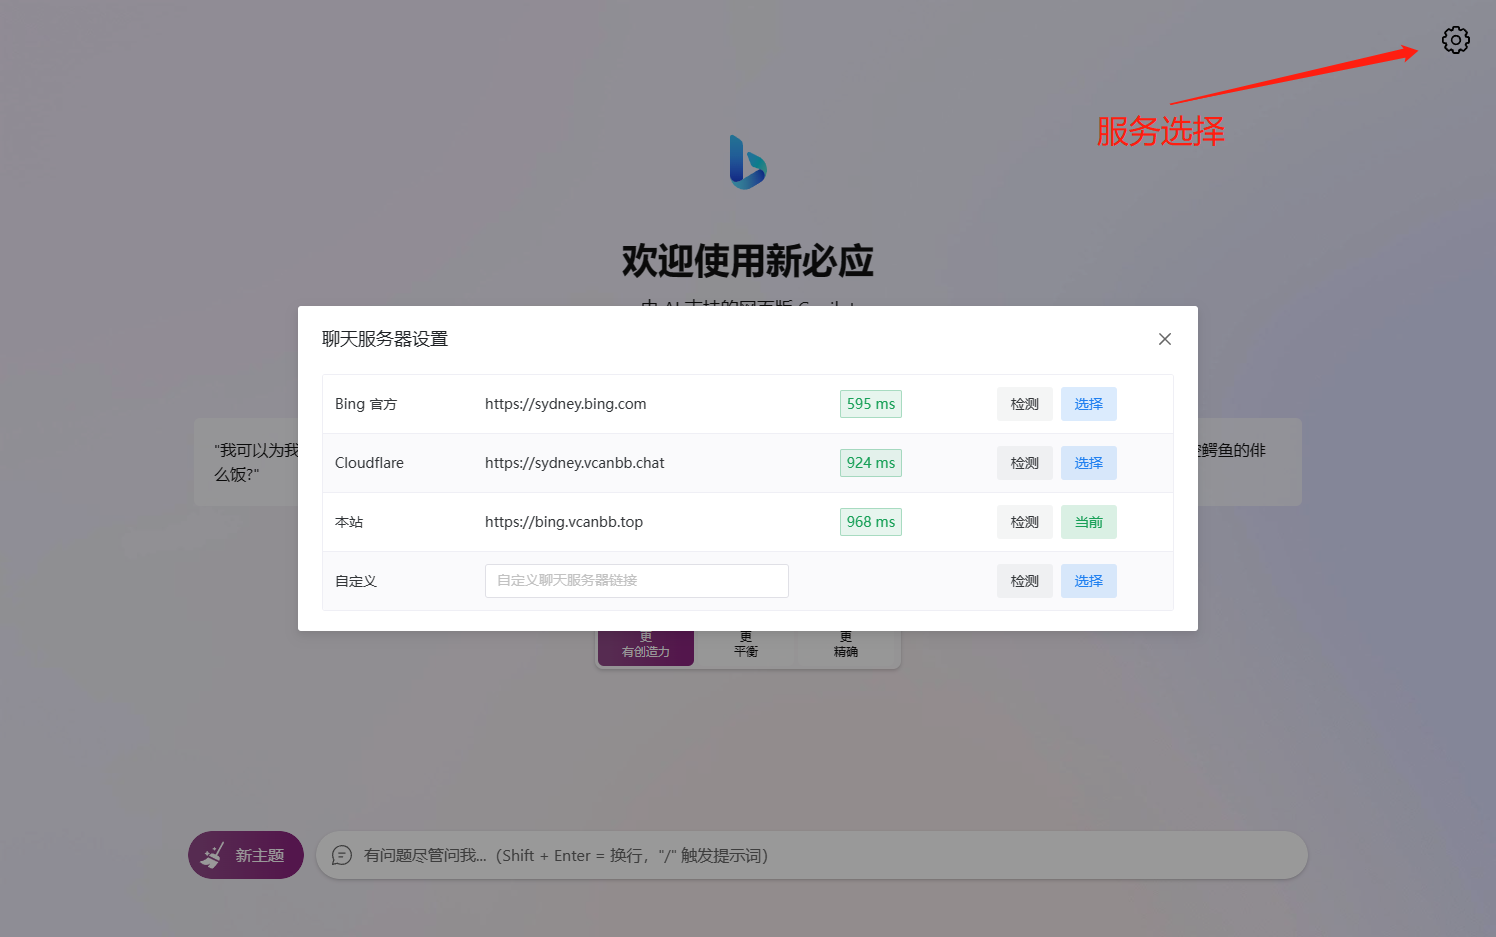 服务选择
欢迎使用新必应
聊天服务器设置
Bing 官方 https://sydney.bing.com 595 ms 检测 选择
Cloudflare https://sydney.vcanbb.chat 924 ms 检测 选择
本站 https://bing.vcanbb.top 968 ms 检测 当前
自定义 自定义聊天服务器链接 检测 选择
"我可以为我
么饭?"
鳄鱼的俳
更 更 更
有创造力 平衡 精确
新主题 有问题尽管问我...（Shift + Enter = 换行，"/" 触发提示词）